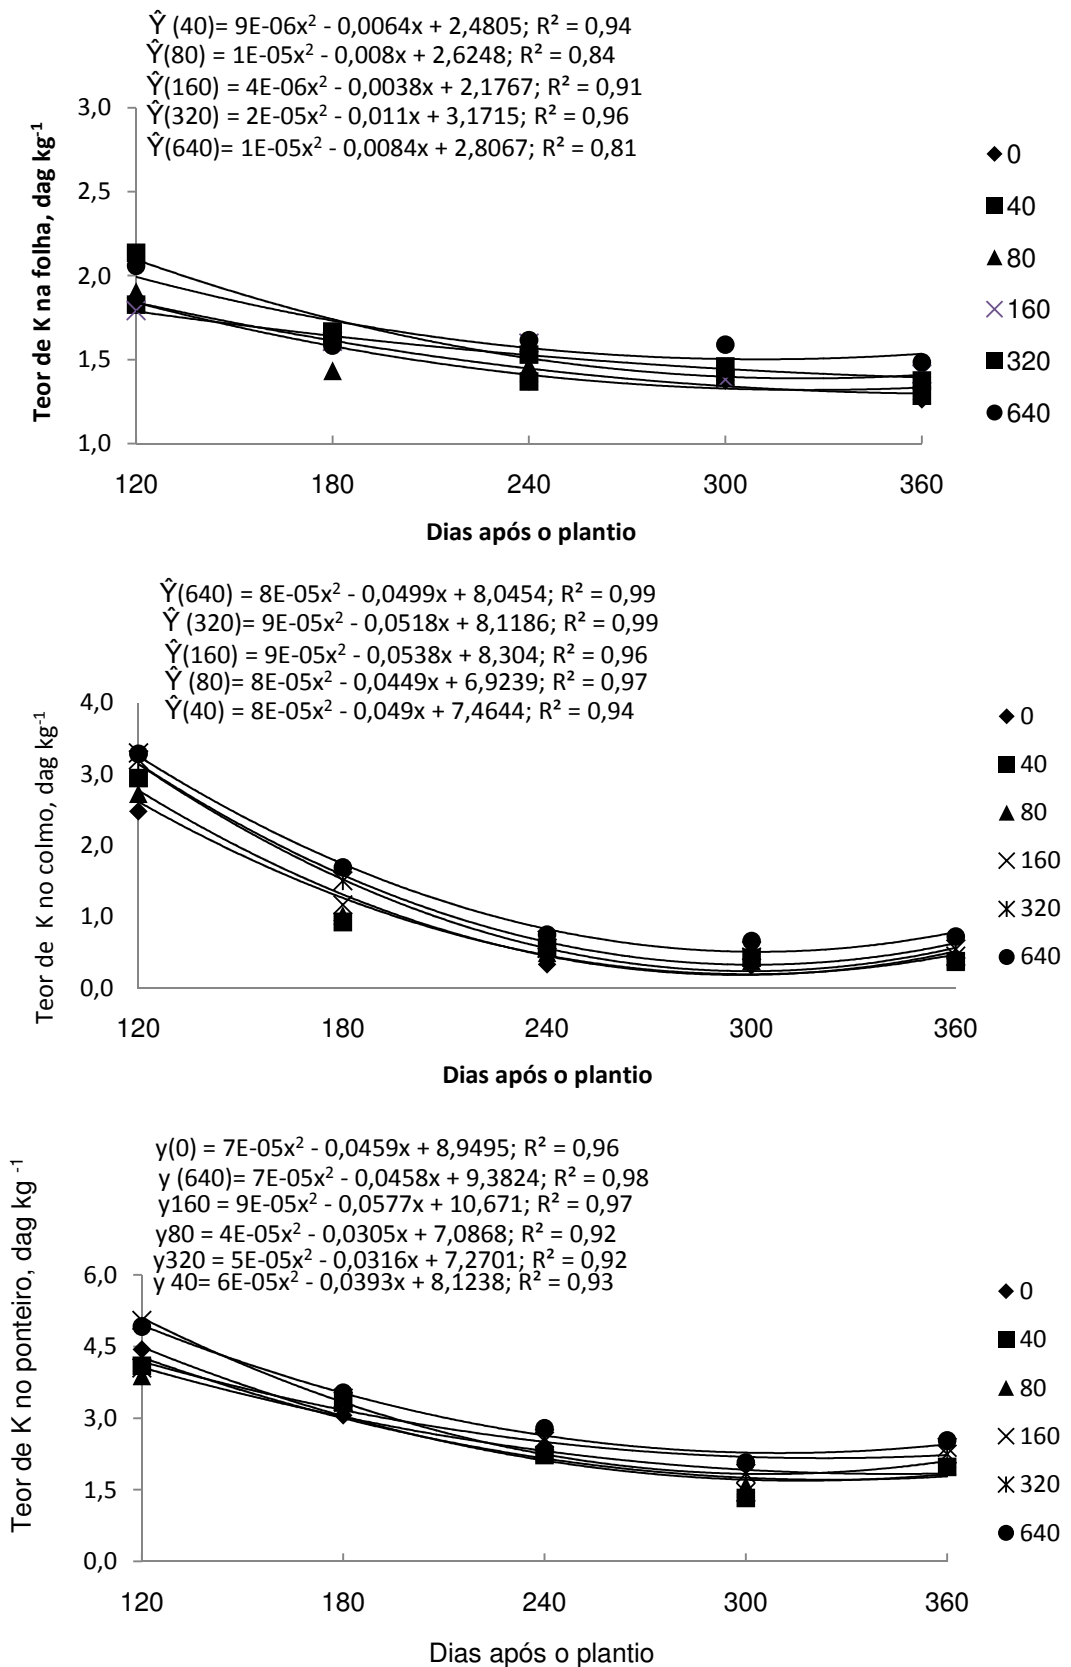 Ŷ (40)= 9E-06x² - 0,0064x + 2,4805; R² = 0,94
Ŷ(80) = 1E-05x² - 0,008x + 2,6248; R² = 0,84
Ŷ(160) = 4E-06x² - 0,0038x + 2,1767; R² = 0,91
Ŷ(320) = 2E-05x² - 0,011x + 3,1715; R² = 0,96
Ŷ(640)= 1E-05x² - 0,0084x + 2,8067; R² = 0,81
Teor de K na folha, dag kg⁻¹
3,0
2,5
2,0
1,5
1,0
120 180 240 300 360
Dias após o plantio
0
40
80
160
320
640
Ŷ(640) = 8E-05x² - 0,0499x + 8,0454; R² = 0,99
Ŷ (320)= 9E-05x² - 0,0518x + 8,1186; R² = 0,99
Ŷ(160) = 9E-05x² - 0,0538x + 8,304; R² = 0,96
Ŷ (80)= 8E-05x² - 0,0449x + 6,9239; R² = 0,97
Ŷ(40) = 8E-05x² - 0,049x + 7,4644; R² = 0,94
Teor de K no colmo, dag kg⁻¹
4,0
3,0
2,0
1,0
0,0
120 180 240 300 360
Dias após o plantio
0
40
80
160
320
640
y(0) = 7E-05x² - 0,0459x + 8,9495; R² = 0,96
y (640)= 7E-05x² - 0,0458x + 9,3824; R² = 0,98
y160 = 9E-05x² - 0,0577x + 10,671; R² = 0,97
y80 = 4E-05x² - 0,0305x + 7,0868; R² = 0,92
y320 = 5E-05x² - 0,0316x + 7,2701; R² = 0,92
y 40= 6E-05x² - 0,0393x + 8,1238; R² = 0,93
Teor de K no ponteiro, dag kg ⁻¹
6,0
4,5
3,0
1,5
0,0
120 180 240 300 360
Dias após o plantio
0
40
80
160
320
640